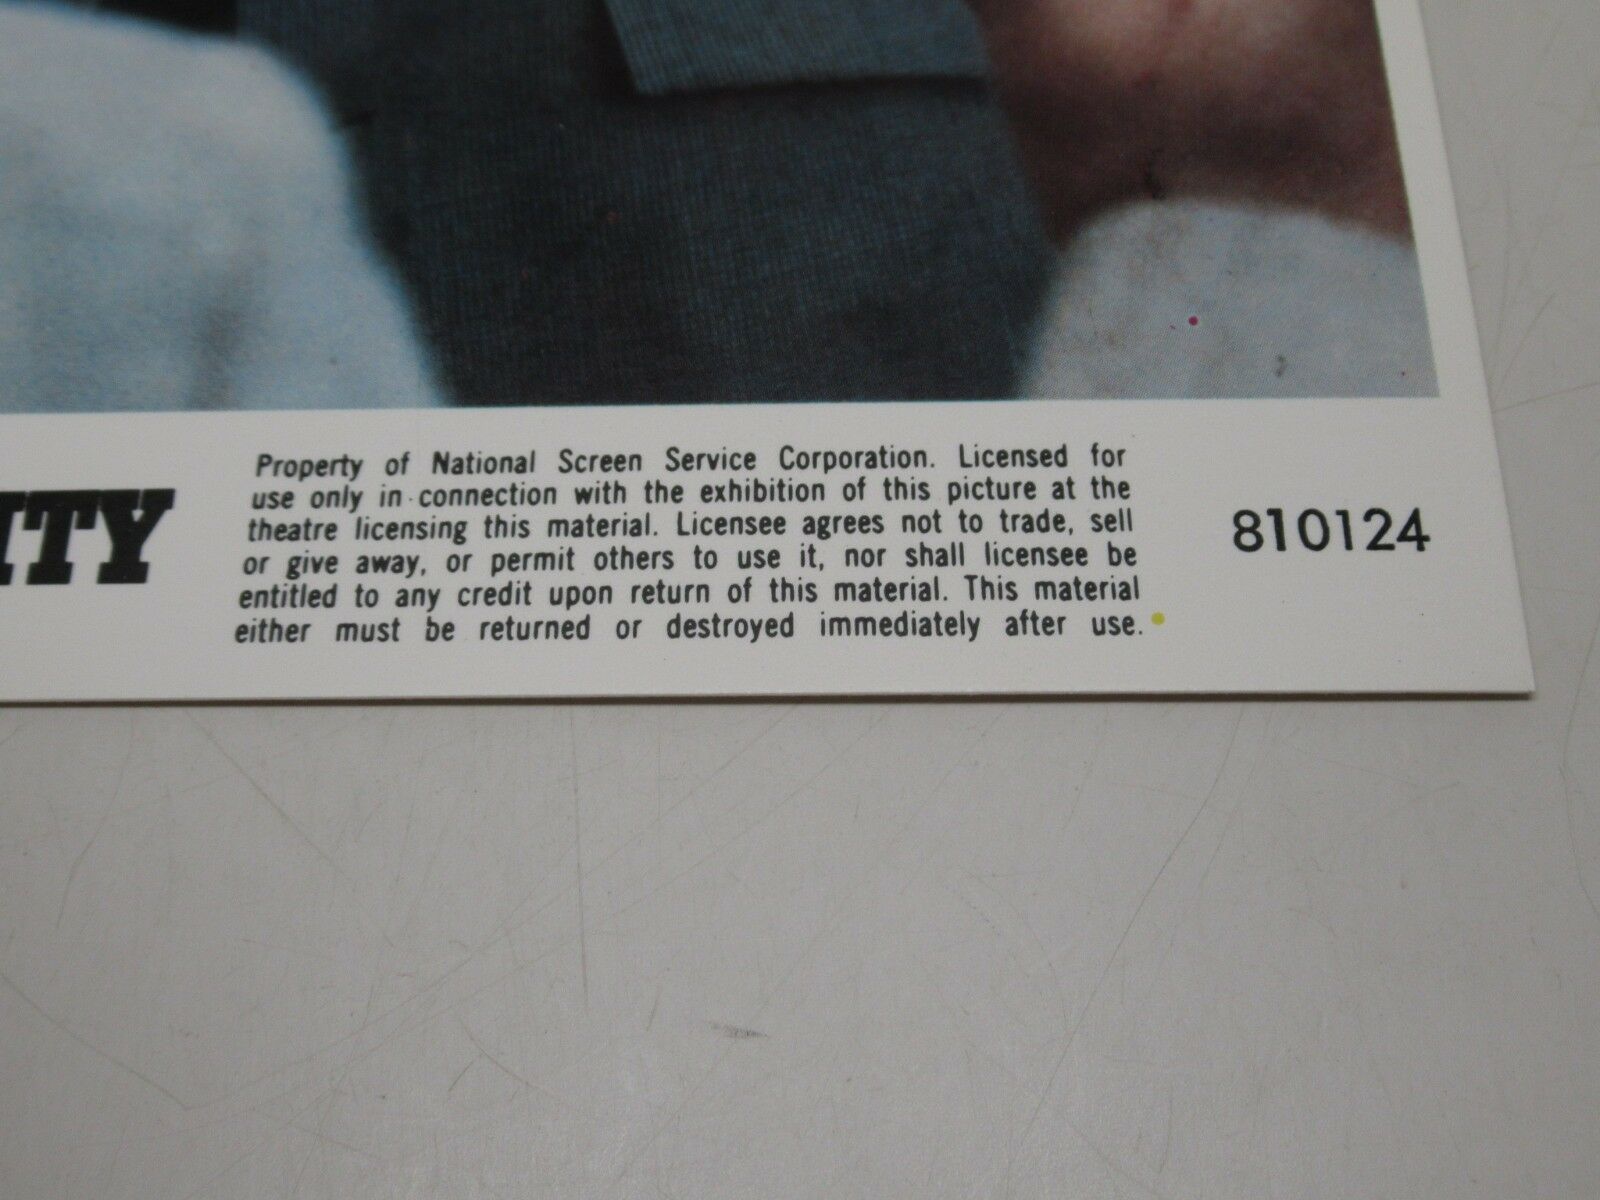 ITY
Property of National Screen Service Corporation. Licensed for
use only in connection with the exhibition of this picture at the
theatre licensing this material. Licensee agrees not to trade, sell
or give away, or permit others to use it, nor shall licensee be
entitled to any credit upon return of this material. This material
either must be returned or destroyed immediately after use.
810124